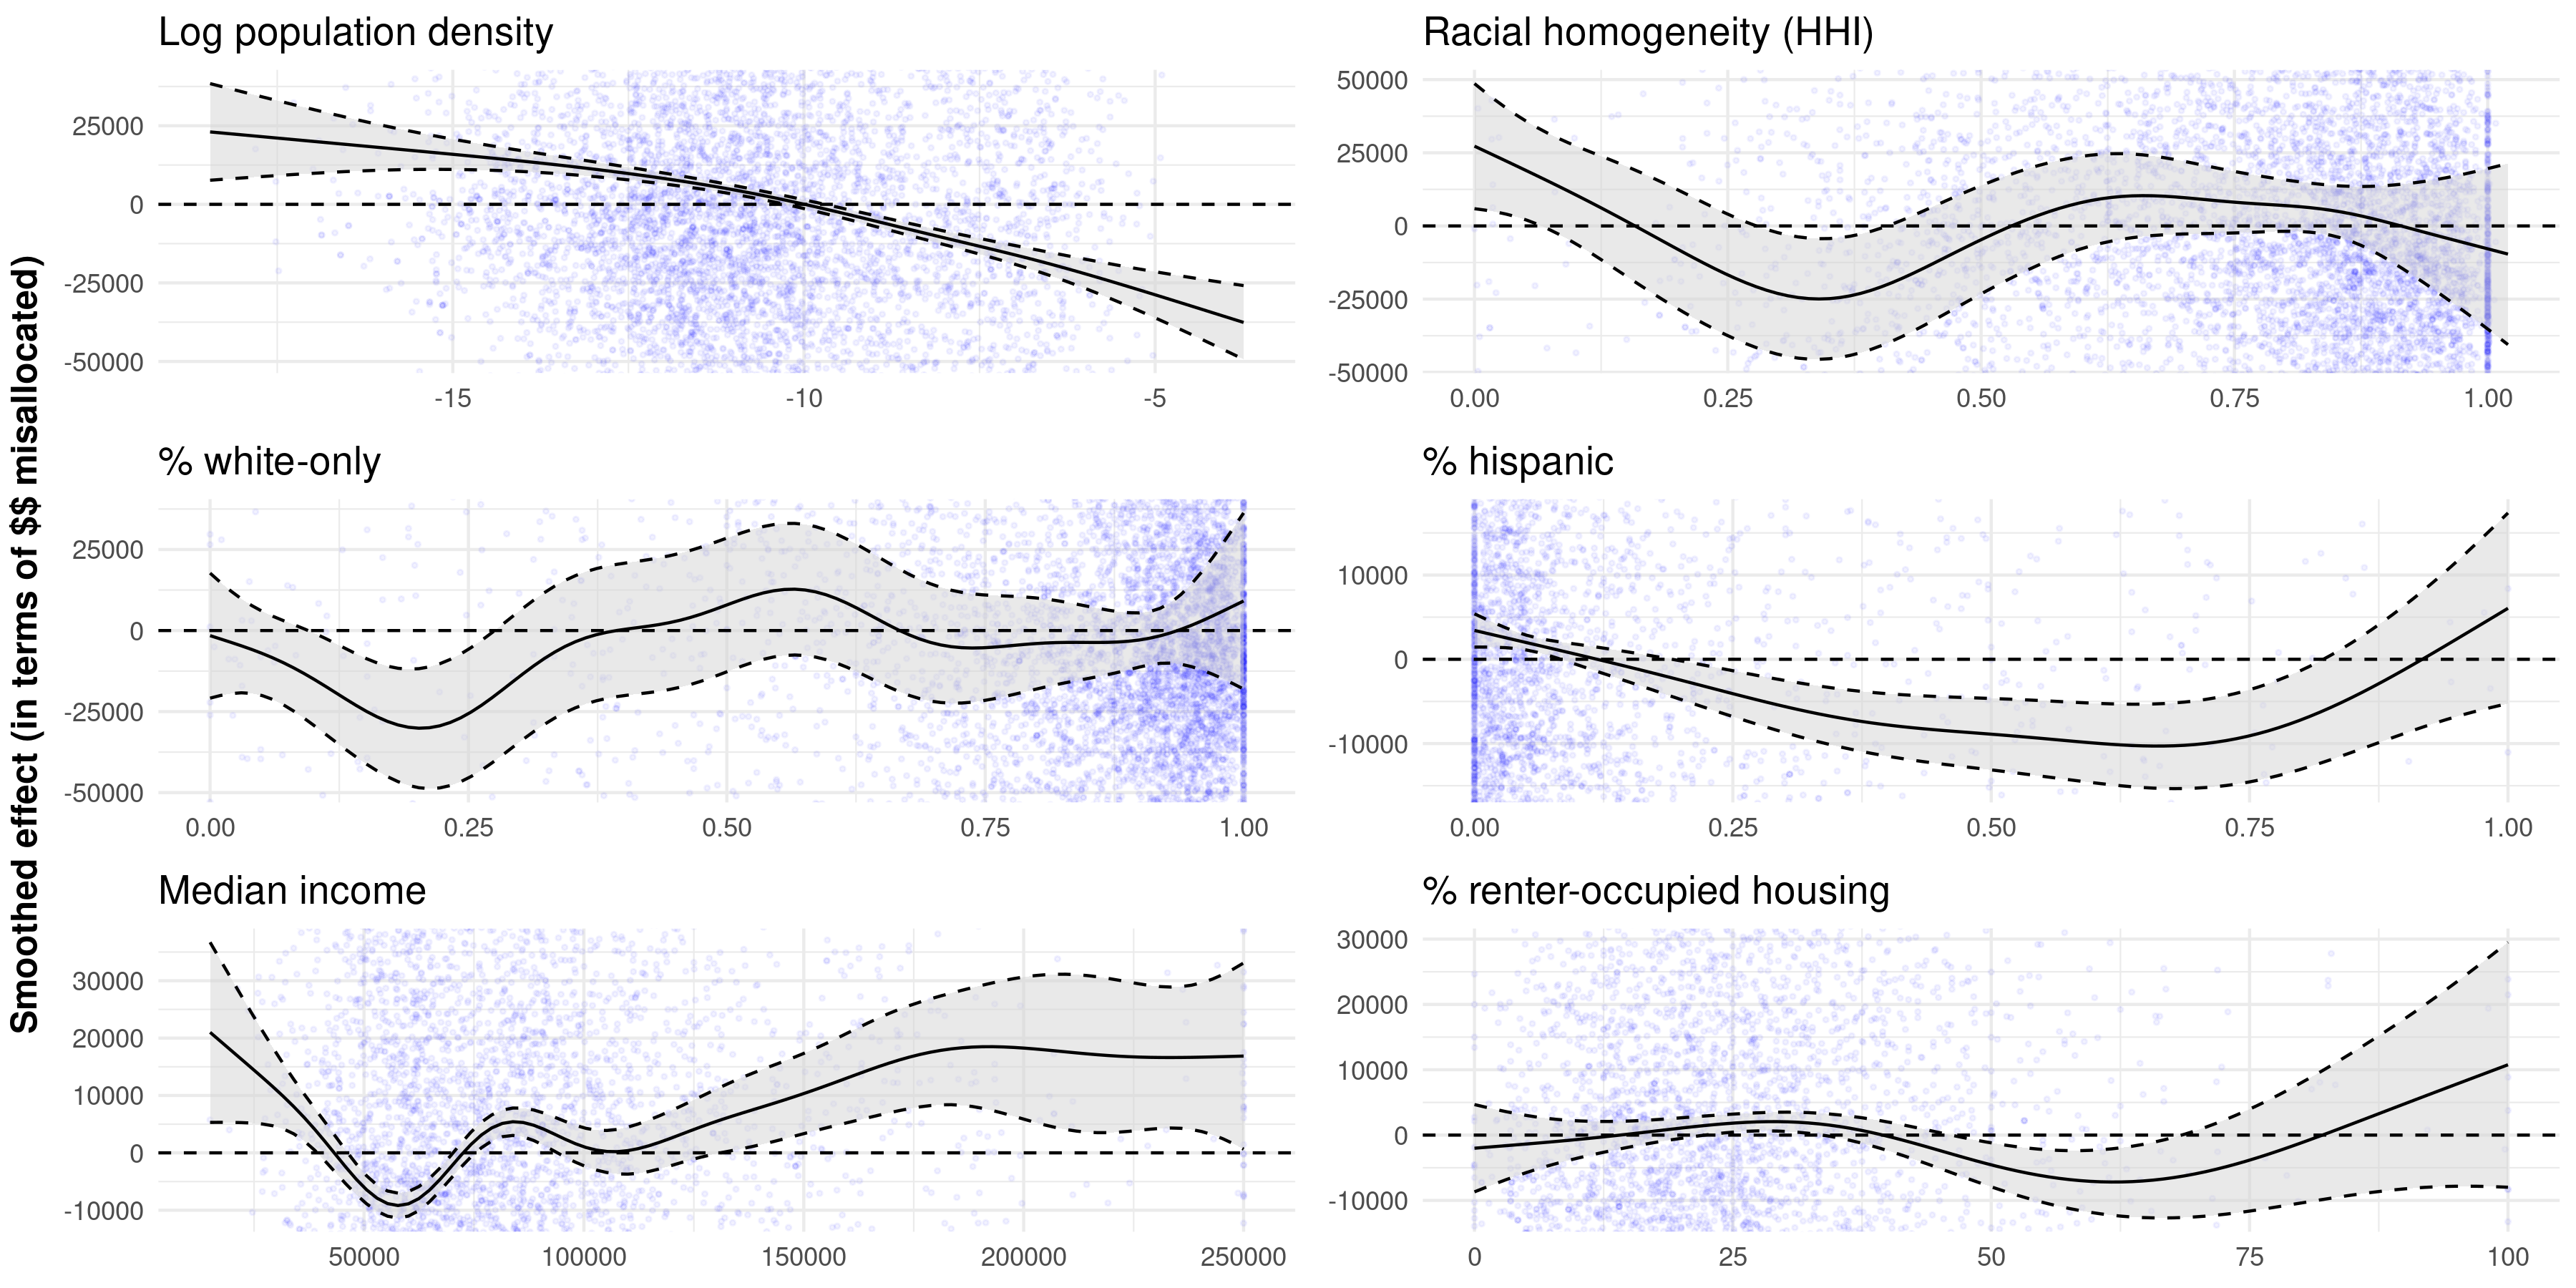 Smoothed effect (in terms of $$ misallocated)
Log population density
25000
0
-25000
-50000
-15 -10 -5
Racial homogeneity (HHI)
50000
25000
0
-25000
-50000
0.00 0.25 0.50 0.75 1.00
% white-only
25000
0
-25000
-50000
0.00 0.25 0.50 0.75 1.00
% hispanic
10000
0
-10000
0.00 0.25 0.50 0.75 1.00
Median income
30000
20000
10000
0
-10000
50000 100000 150000 200000 250000
% renter-occupied housing
30000
20000
10000
0
-10000
0 25 50 75 100